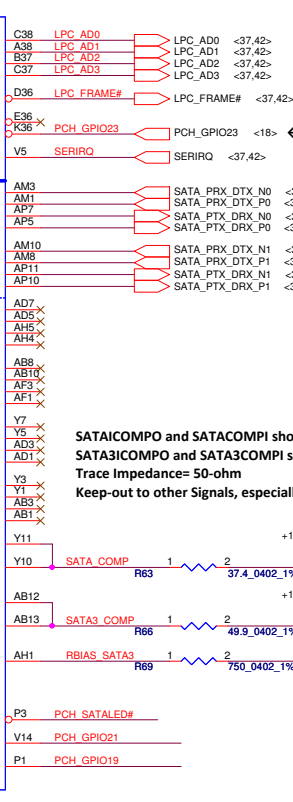 C38 LPC_AD0 LPC_AD0 <37,42>
A38 LPC_AD1 LPC_AD1 <37,42>
B37 LPC_AD2 LPC_AD2 <37,42>
C37 LPC_AD3 LPC_AD3 <37,42>
D36 LPC_FRAME# LPC_FRAME# <37,42
E36
K36 PCH_GPIO23 PCH_GPIO23 <18>
V5 SERIRQ SERIRQ <37,42>
AM3 SATA_PRX_DTX_N0
AM1 SATA_PRX_DTX_P0
AP7 SATA_PTX_DRX_N0
AP5 SATA_PTX_DRX_P0
AM10 SATA_PRX_DTX_N1
AM8 SATA_PRX_DTX_P1
AP11 SATA_PTX_DRX_N1
AP10 SATA_PTX_DRX_P1
AD7
AD5
AH5
AH4
AB8
AB10
AF3
AF1
Y7
Y5
AD3
AD1
SATAICOMPO and SATACOMPI sho
SATA3ICOMPO and SATA3COMPI s
Trace Impedance= 50-ohm
Keep-out to other Signals, especial
Y3
Y1
AB3
AB1
Y11 +1
Y10 SATA_COMP 1 2
R63 37.4_0402_1%
AB12 +1
AB13 SATA3_COMP 1 2
R66 49.9_0402_1%
AH1 RBIAS_SATA3 1 2
R69 750_0402_1%
P3 PCH_SATALED#
V14 PCH_GPIO21
P1 PCH_GPIO19